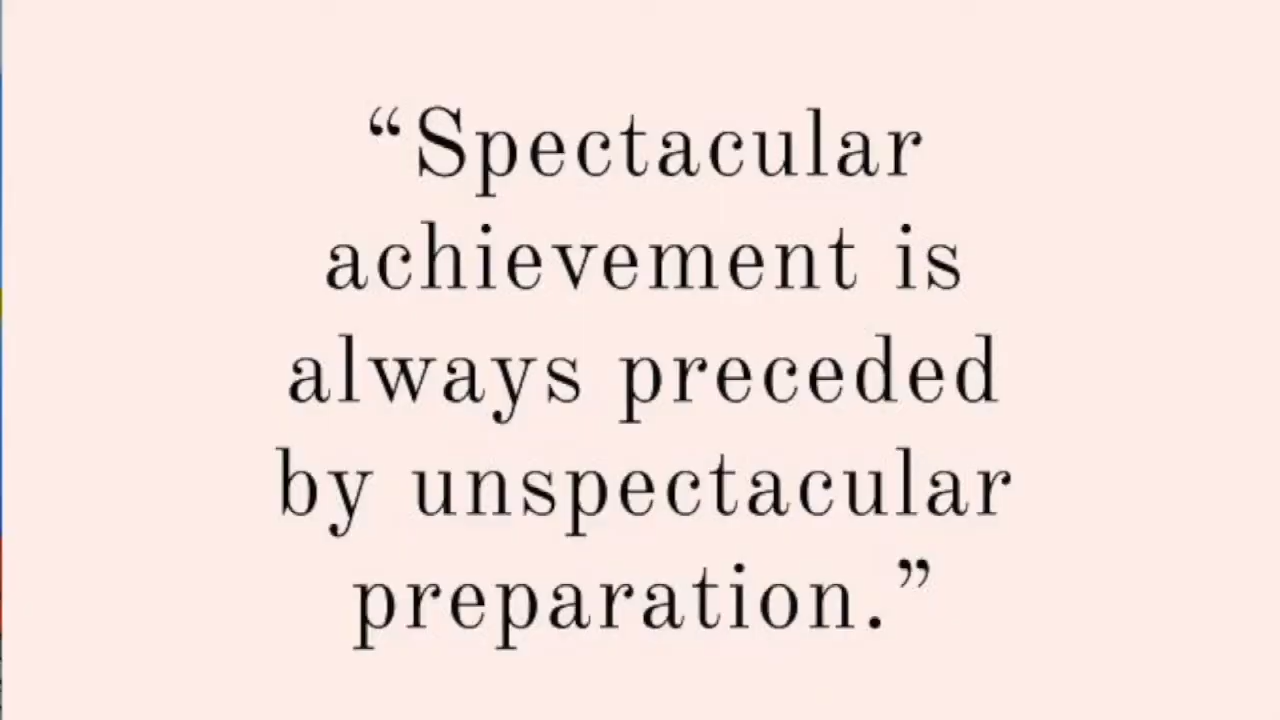 “Spectacular
achievement is
always preceded
by unspectacular
preparation.”